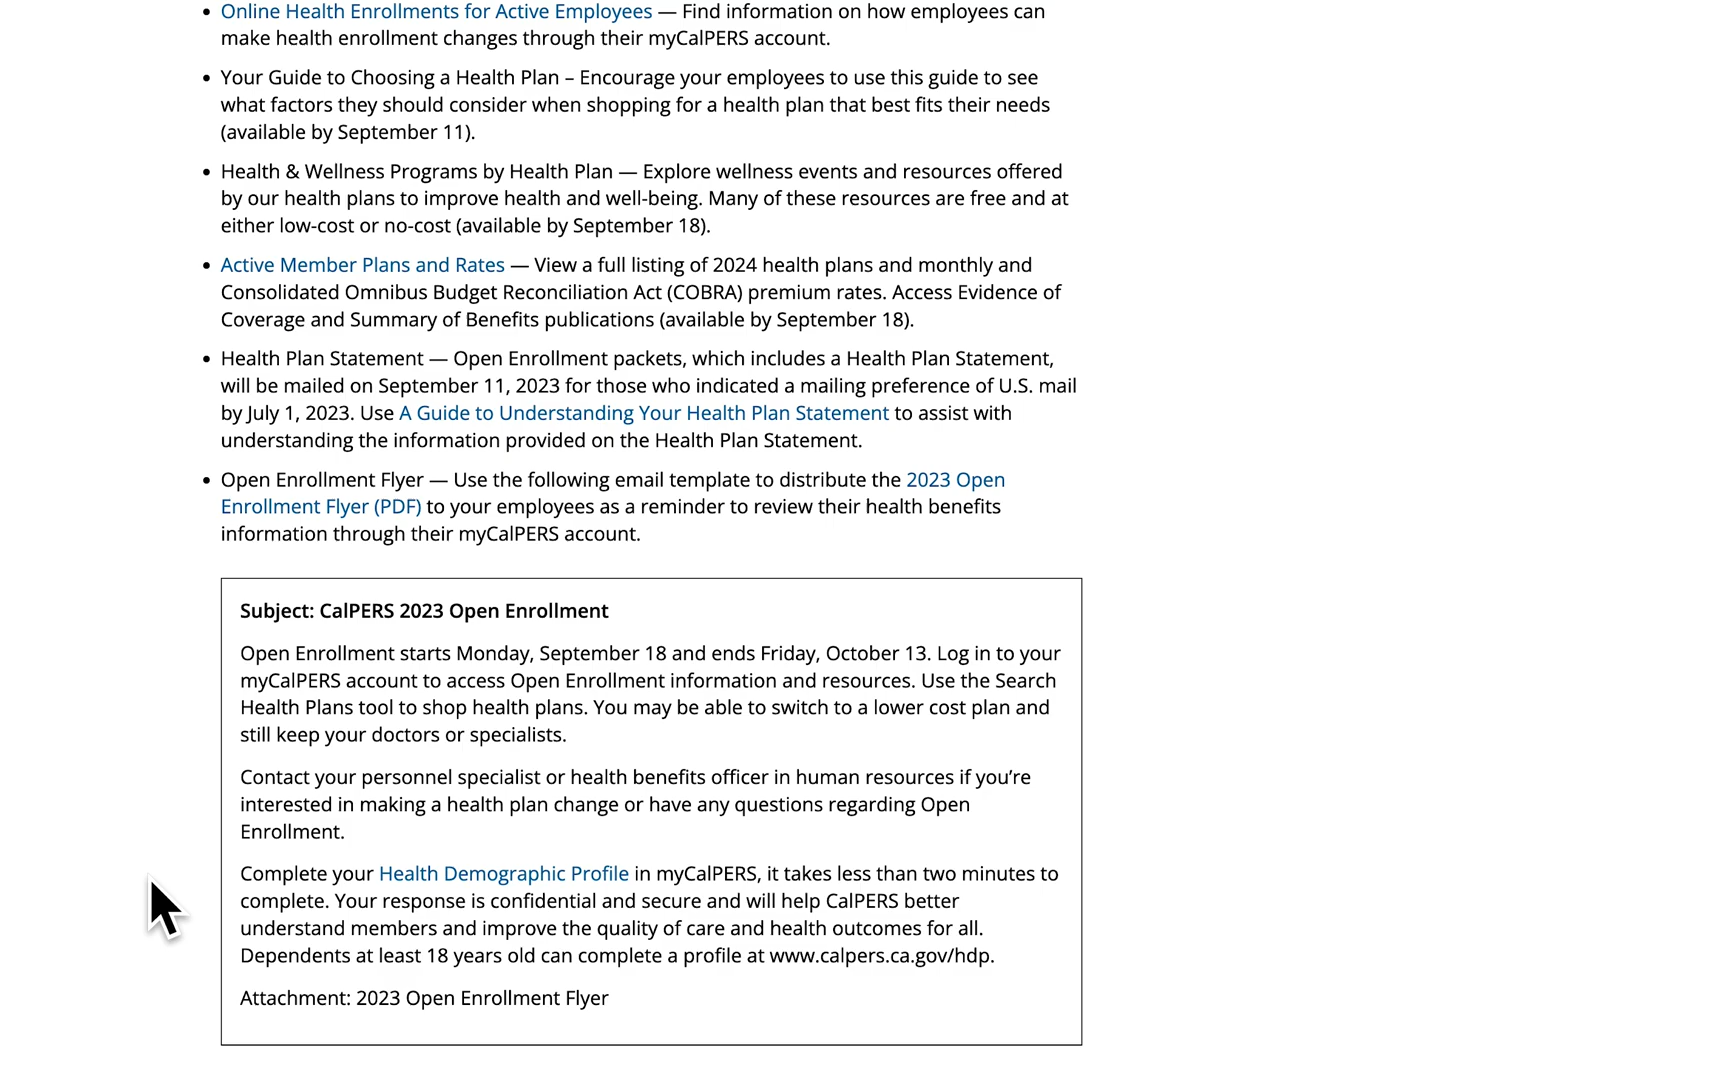 Online Health Enrollments for Active Employees — Find information on how employees can
make health enrollment changes through their myCalPERS account.
Your Guide to Choosing a Health Plan – Encourage your employees to use this guide to see
what factors they should consider when shopping for a health plan that best fits their needs
(available by September 11).
Health & Wellness Programs by Health Plan — Explore wellness events and resources offered
by our health plans to improve health and well-being. Many of these resources are free and at
either low-cost or no-cost (available by September 18).
Active Member Plans and Rates — View a full listing of 2024 health plans and monthly and
Consolidated Omnibus Budget Reconciliation Act (COBRA) premium rates. Access Evidence of
Coverage and Summary of Benefits publications (available by September 18).
Health Plan Statement — Open Enrollment packets, which includes a Health Plan Statement,
will be mailed on September 11, 2023 for those who indicated a mailing preference of U.S. mail
by July 1, 2023. Use A Guide to Understanding Your Health Plan Statement to assist with
understanding the information provided on the Health Plan Statement.
Open Enrollment Flyer — Use the following email template to distribute the 2023 Open
Enrollment Flyer (PDF) to your employees as a reminder to review their health benefits
information through their myCalPERS account.
Subject: CalPERS 2023 Open Enrollment
Open Enrollment starts Monday, September 18 and ends Friday, October 13. Log in to your
myCalPERS account to access Open Enrollment information and resources. Use the Search
Health Plans tool to shop health plans. You may be able to switch to a lower cost plan and
still keep your doctors or specialists.
Contact your personnel specialist or health benefits officer in human resources if you’re
interested in making a health plan change or have any questions regarding Open
Enrollment.
Complete your Health Demographic Profile in myCalPERS, it takes less than two minutes to
complete. Your response is confidential and secure and will help CalPERS better
understand members and improve the quality of care and health outcomes for all.
Dependents at least 18 years old can complete a profile at www.calpers.ca.gov/hdp.
Attachment: 2023 Open Enrollment Flyer